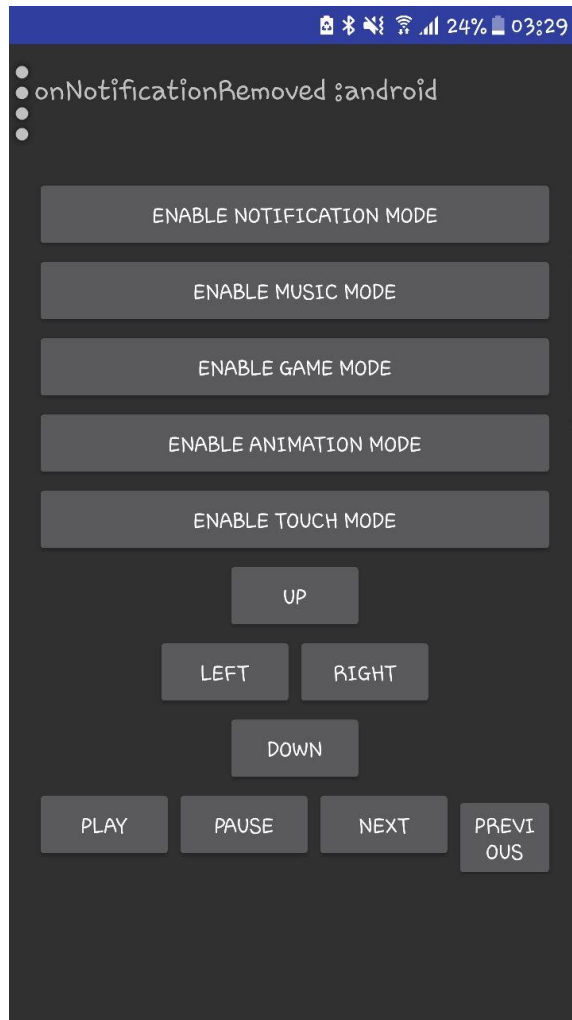 24% 03:29
onNotificationRemoved :android
ENABLE NOTIFICATION MODE
ENABLE MUSIC MODE
ENABLE GAME MODE
ENABLE ANIMATION MODE
ENABLE TOUCH MODE
UP
LEFT RIGHT
DOWN
PLAY PAUSE NEXT PREVI
OUS